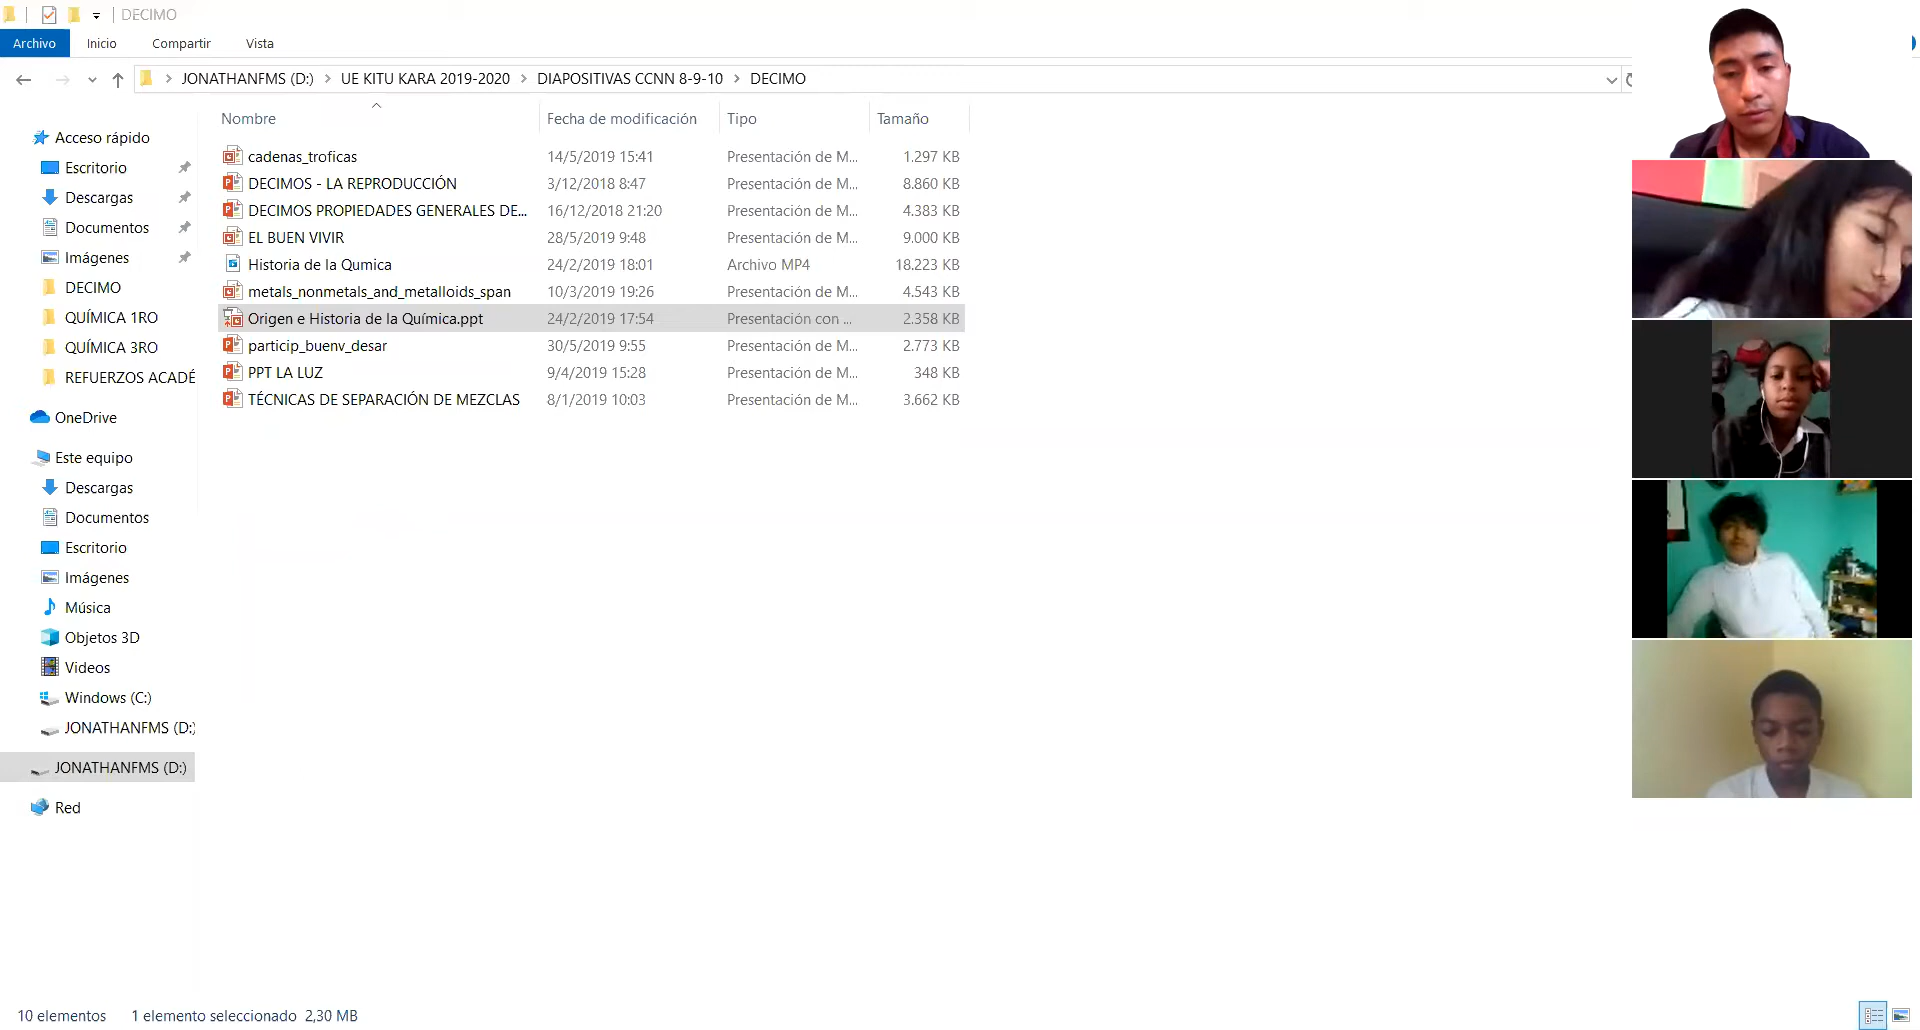 DECIMO
Archivo Inicio Compartir Vista
JONATHANFMS (D:) > UE KITU KARA 2019-2020 > DIAPOSITIVAS CCNN 8-9-10 > DECIMO
Nombre Fecha de modificación Tipo Tamaño
cadenas_troficas 14/5/2019 15:41 Presentación de M... 1.297 KB
DECIMOS - LA REPRODUCCIÓN 3/12/2018 8:47 Presentación de M... 8.860 KB
DECIMOS PROPIEDADES GENERALES DE... 16/12/2018 21:20 Presentación de M... 4.383 KB
EL BUEN VIVIR 28/5/2019 9:48 Presentación de M... 9.000 KB
Historia de la Qumica 24/2/2019 18:01 Archivo MP4 18.223 KB
metals_nonmetals_and_metalloids_span 10/3/2019 19:26 Presentación de M... 4.543 KB
Origen e Historia de la Química.ppt 24/2/2019 17:54 Presentación con ... 2.358 KB
particip_buenv_desar 30/5/2019 9:55 Presentación de M... 2.773 KB
PPT LA LUZ 9/4/2019 15:28 Presentación de M... 348 KB
TÉCNICAS DE SEPARACIÓN DE MEZCLAS 8/1/2019 10:03 Presentación de M... 3.662 KB
Acceso rápido
Escritorio
Descargas
Documentos
Imágenes
DECIMO
QUÍMICA 1RO
QUÍMICA 3RO
REFUERZOS ACADÉ
OneDrive
Este equipo
Descargas
Documentos
Escritorio
Imágenes
Música
Objetos 3D
Videos
Windows (C:)
JONATHANFMS (D:)
JONATHANFMS (D:)
Red
10 elementos 1 elemento seleccionado 2,30 MB